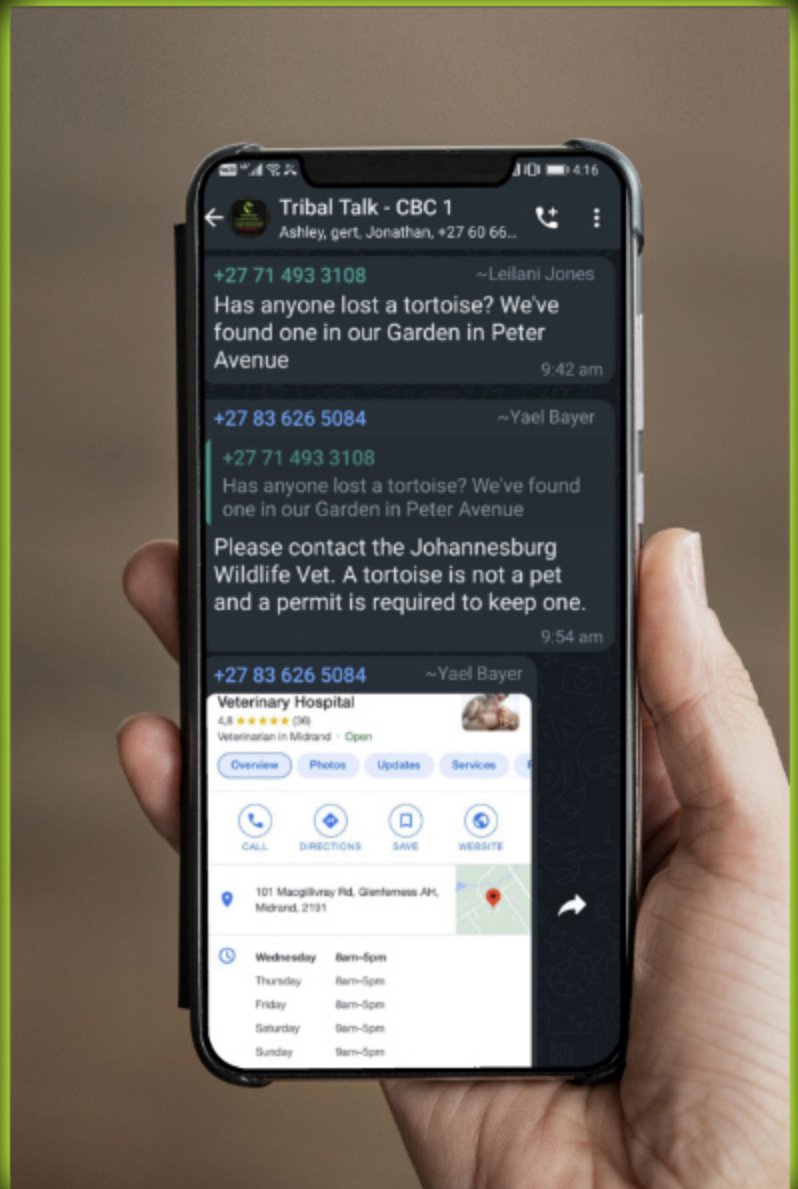 4:16
Tribal Talk - CBC 1
Ashley, gert, Jonathan, +27 60 66...
+27 71 493 3108 ~Leilani Jones
Has anyone lost a tortoise? We've
found one in our Garden in Peter
Avenue
9:42 am
+27 83 626 5084 ~Yael Bayer
+27 71 493 3108
Has anyone lost a tortoise? We've found
one in our Garden in Peter Avenue
Please contact the Johannesburg
Wildlife Vet. A tortoise is not a pet
and a permit is required to keep one.
9:54 am
+27 83 626 5084 ~Yael Bayer
Veterinary Hospital
4,8 ★★★★★ (36)
Veterinarian in Midrand · Open
Overview Photos Updates Services
CALL DIRECTIONS SAVE WEBSITE
101 Macgillivray Rd, Glenferness AH,
Midrand, 2191
Wednesday 8am–5pm
Thursday 8am–5pm
Friday 8am–5pm
Saturday 9am–5pm
Sunday 9am–5pm